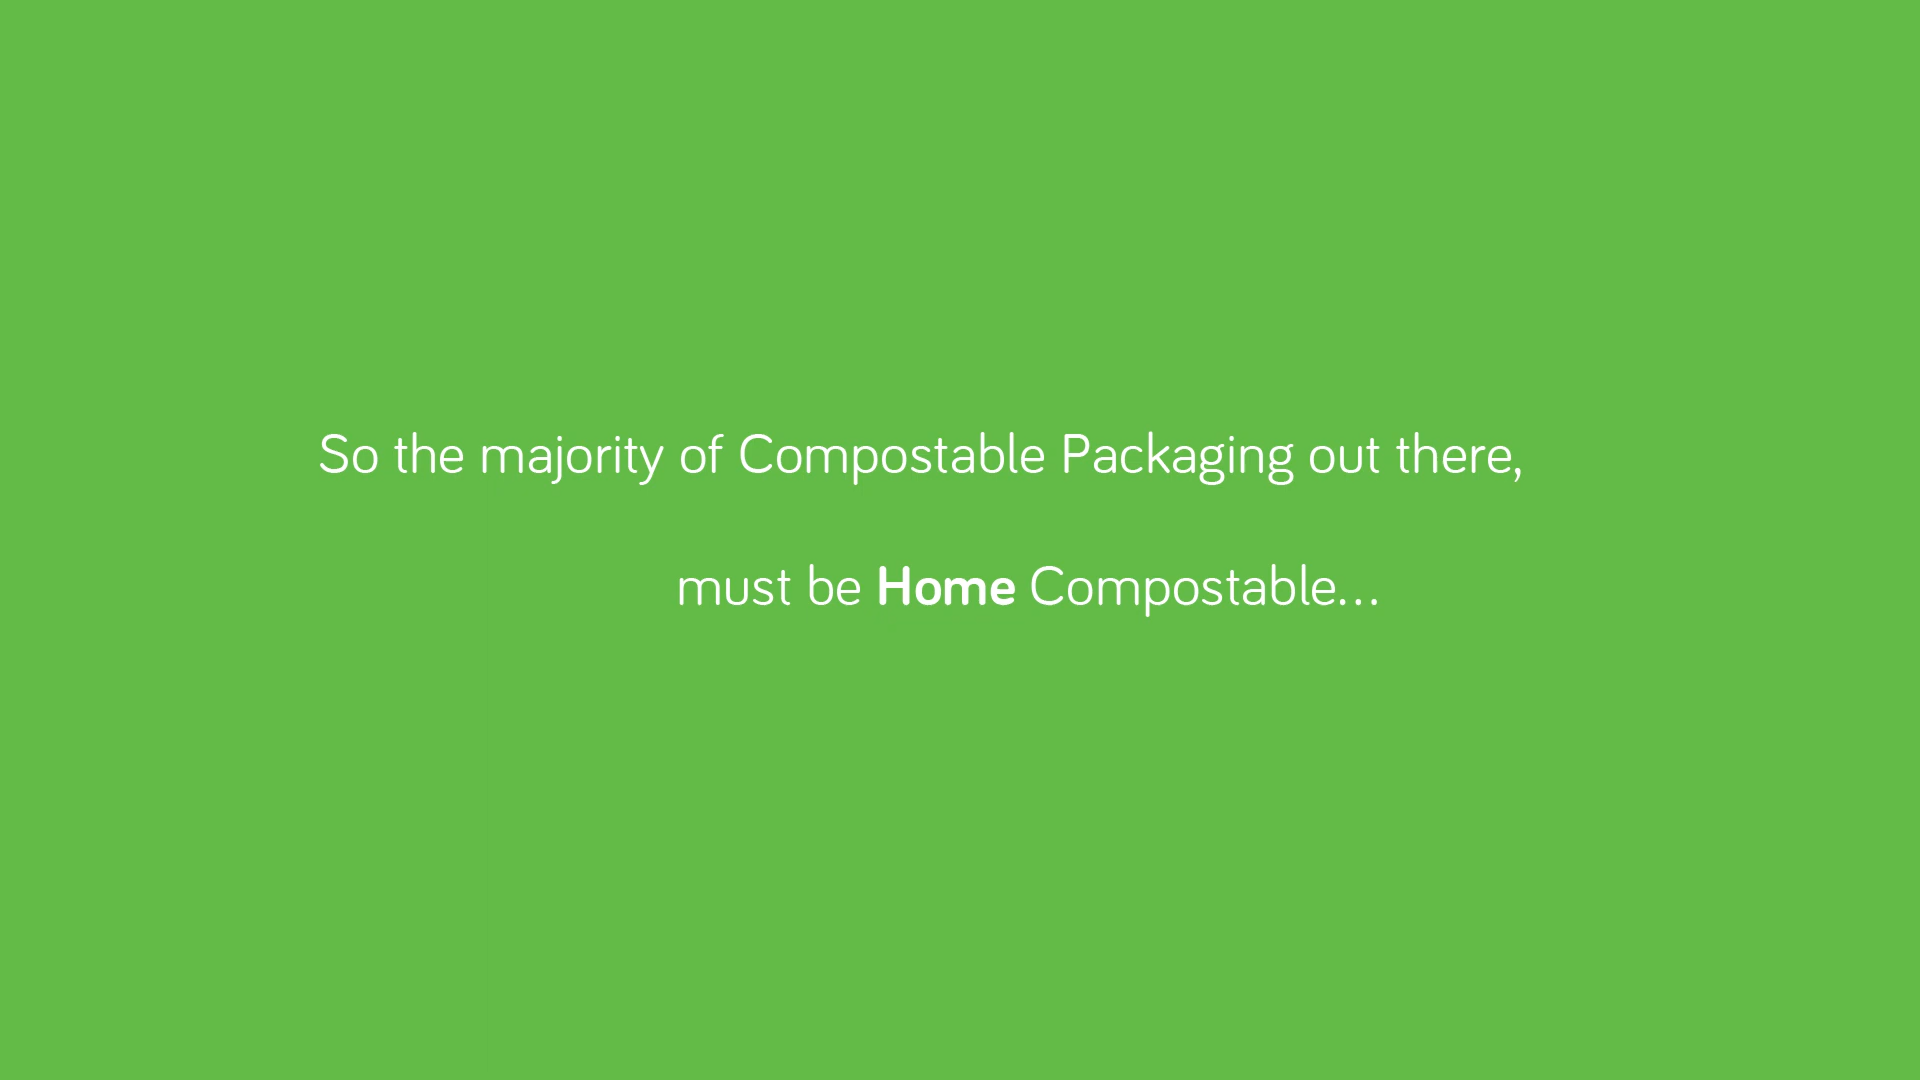 So the majority of Compostable Packaging out there,
must be Home Compostable...